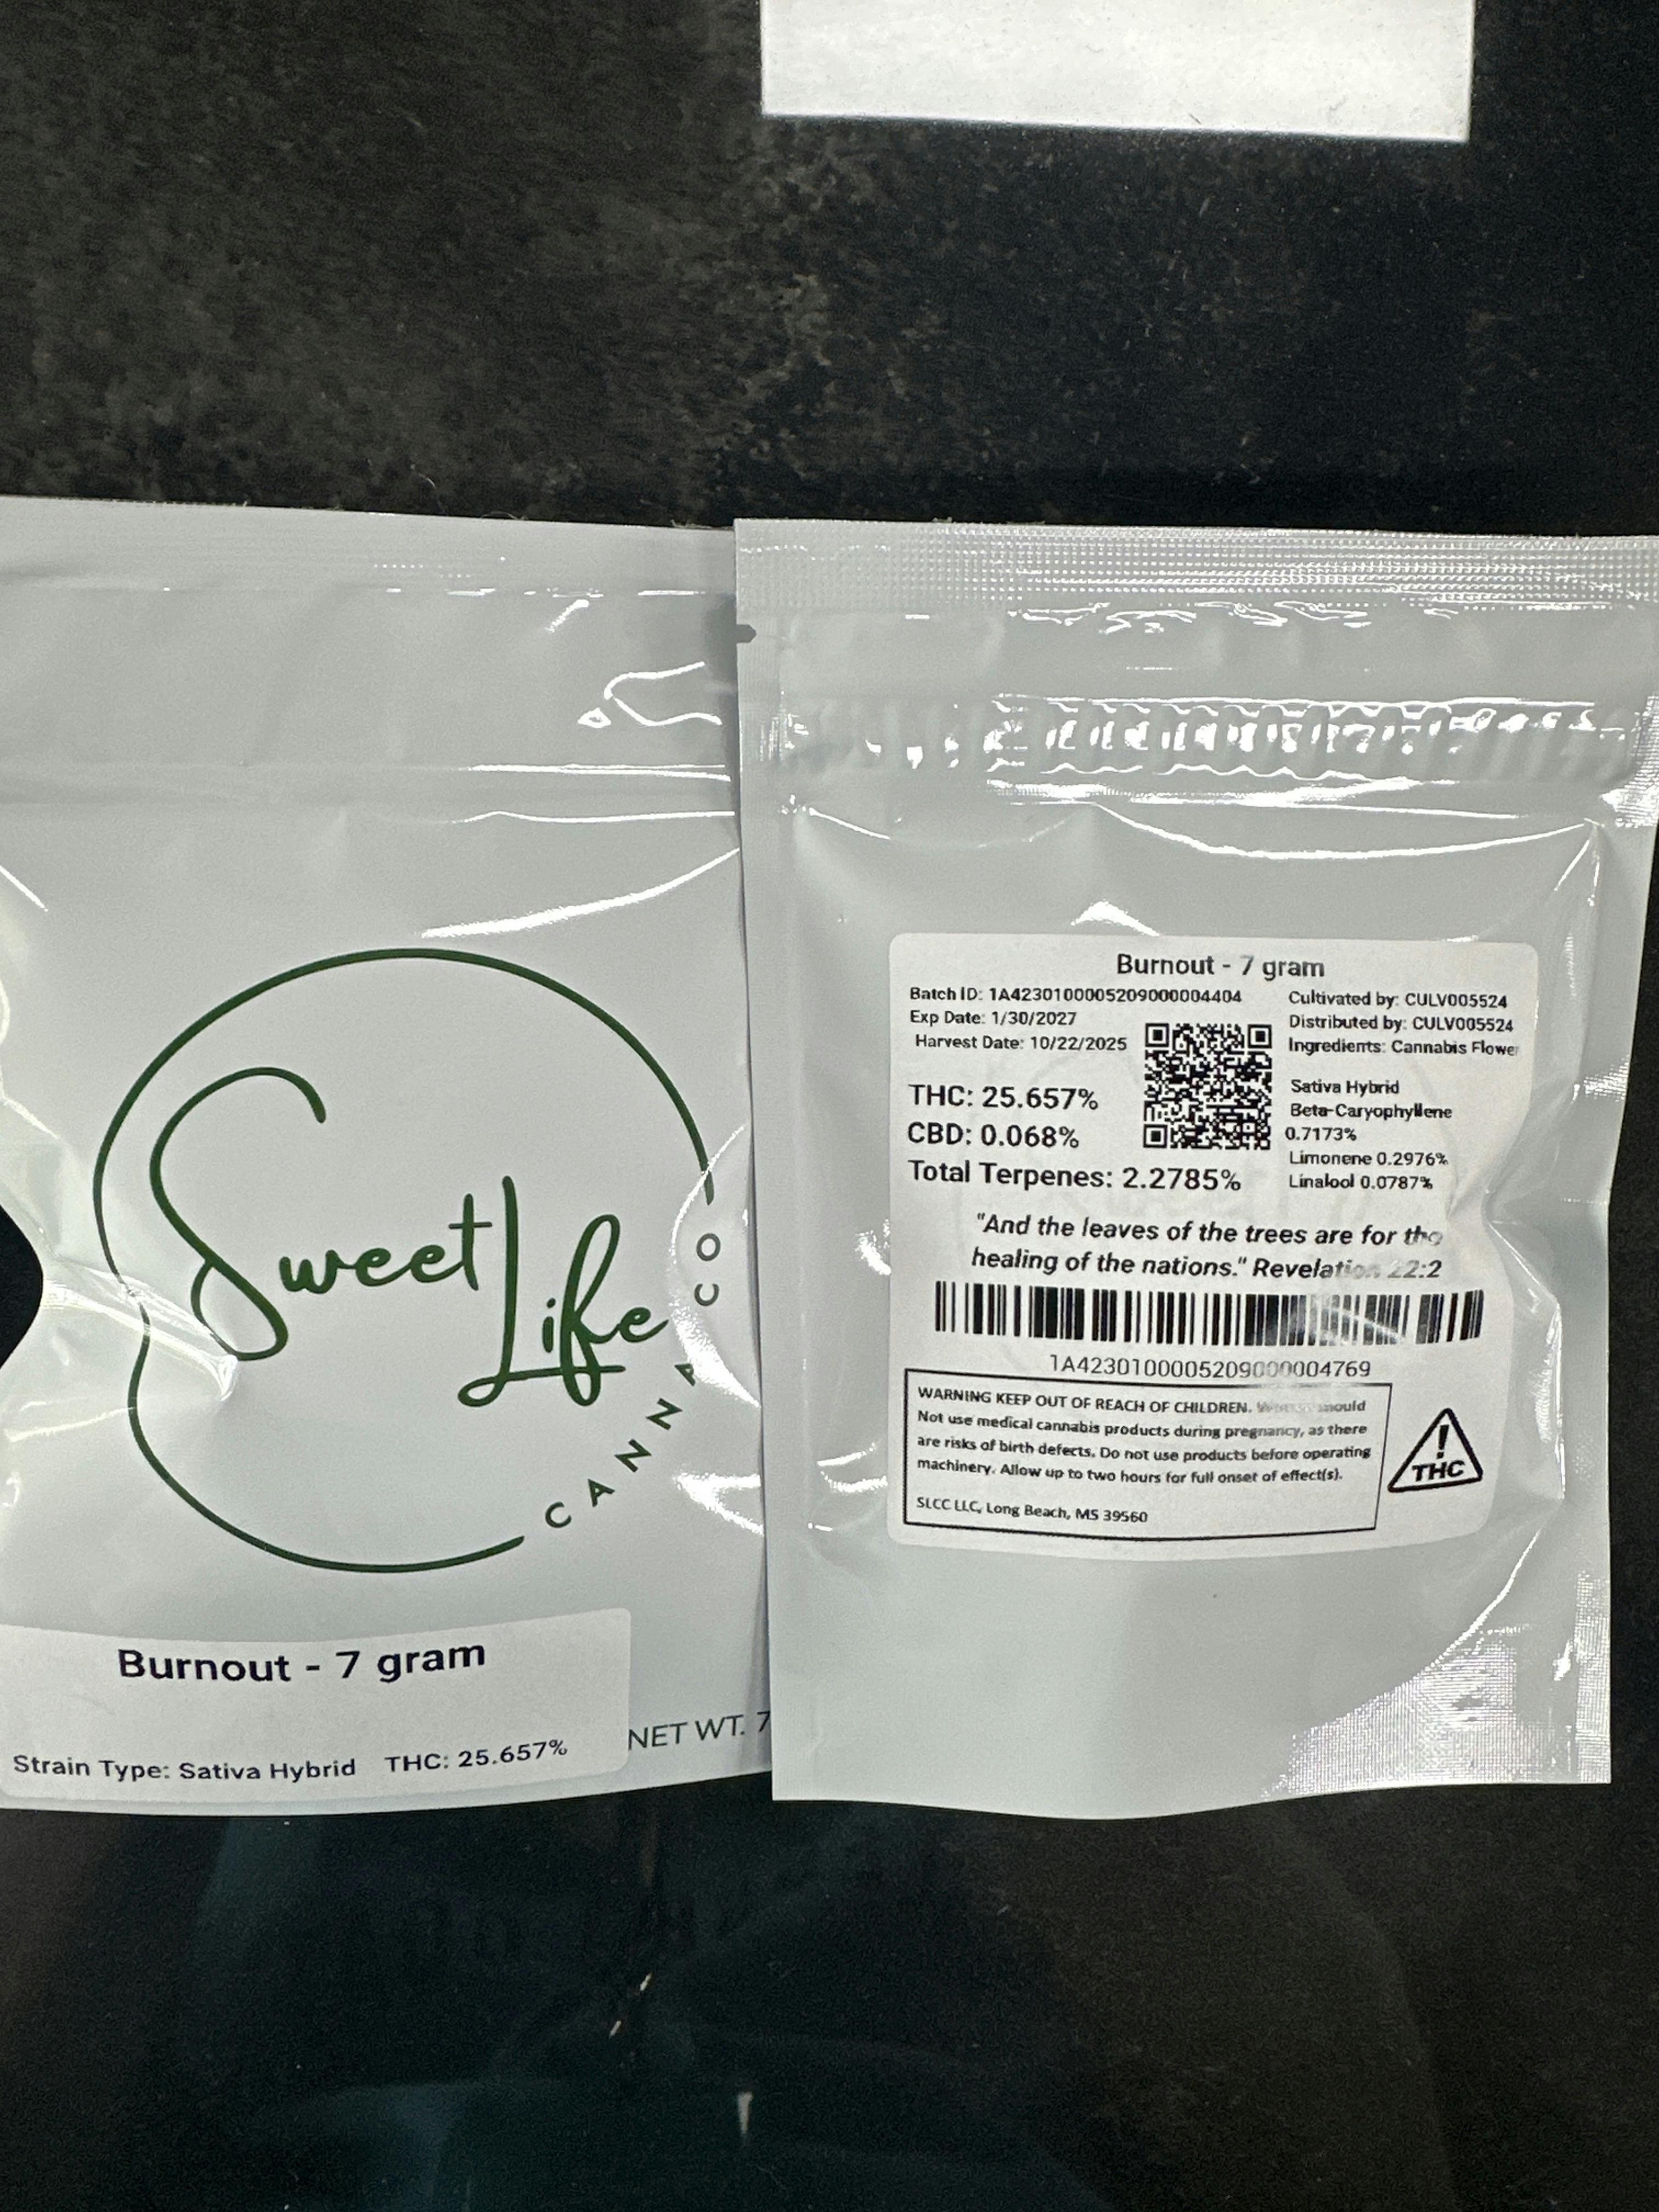 Sweet
Life
CANNA CO
Burnout - 7 gram
Strain Type: Sativa Hybrid THC: 25.657%
NET WT. 7
Burnout - 7 gram
Batch ID: 1A4230100005209000004404
Exp Date: 1/30/2027
Harvest Date: 10/22/2025
THC: 25.657%
CBD: 0.068%
Total Terpenes: 2.2785%
Cultivated by: CULV005524
Distributed by: CULV005524
Ingredients: Cannabis Flower
Sativa Hybrid
Beta-Caryophyllene
0.7173%
Limonene 0.2976%
Linalool 0.0787%
"And the leaves of the trees are for the
healing of the nations." Revelation 22:2
1A4230100005209000004769
WARNING KEEP OUT OF REACH OF CHILDREN. should
Not use medical cannabis products during pregnancy, as there
are risks of birth defects. Do not use products before operating
machinery. Allow up to two hours for full onset of effect(s).
SLCC LLC, Long Beach, MS 39560
THC